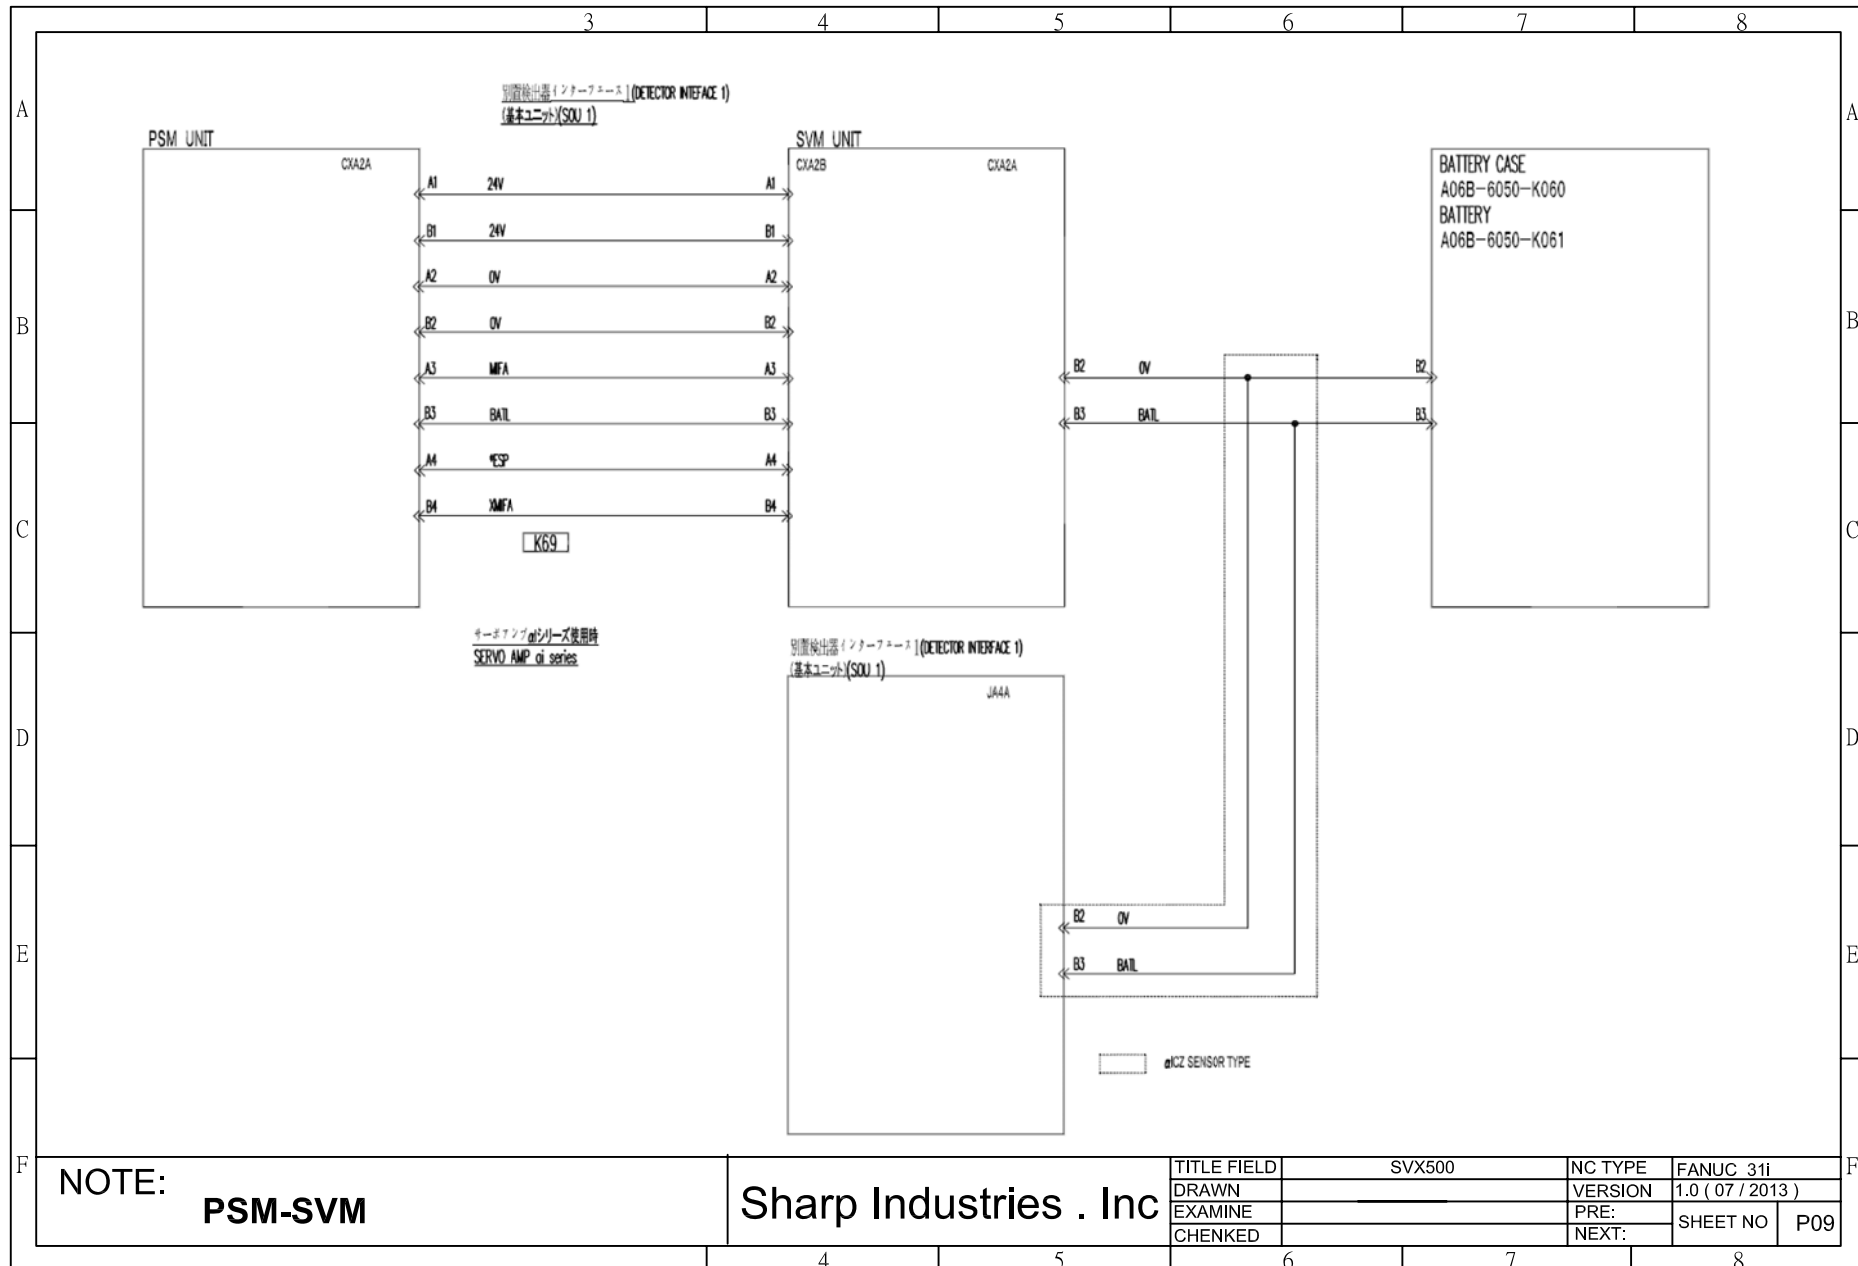 3 4 5 6 7 8
A A
別置検出器インターフェース1(DETECTOR INTEFACE 1)
(基本ユニット)(SOU 1)
PSM UNIT
CXA2A
SVM UNIT
CXA2B CXA2A
BATTERY CASE
A06B-6050-K060
BATTERY
A06B-6050-K061
A1 24V A1
B1 24V B1
A2 0V A2
B B
B2 0V B2
A3 MIFA A3
B3 BATL B3
A4 *ESP A4
B4 XMIFA B4
B2 0V B2
B3 BATL B3
C C
K69
サーボアンプαiシリーズ使用時
SERVO AMP αi series
別置検出器インターフェース1(DETECTOR INTERFACE 1)
(基本ユニット)(SOU 1)
JA4A
D D
B2 0V
E E
B3 BATL
αiCZ SENSOR TYPE
F F
NOTE:
PSM-SVM
Sharp Industries . Inc
TITLE FIELD SVX500 NC TYPE FANUC 31i
DRAWN VERSION 1.0 ( 07 / 2013 )
EXAMINE PRE: SHEET NO P09
CHENKED NEXT:
4 5 6 7 8